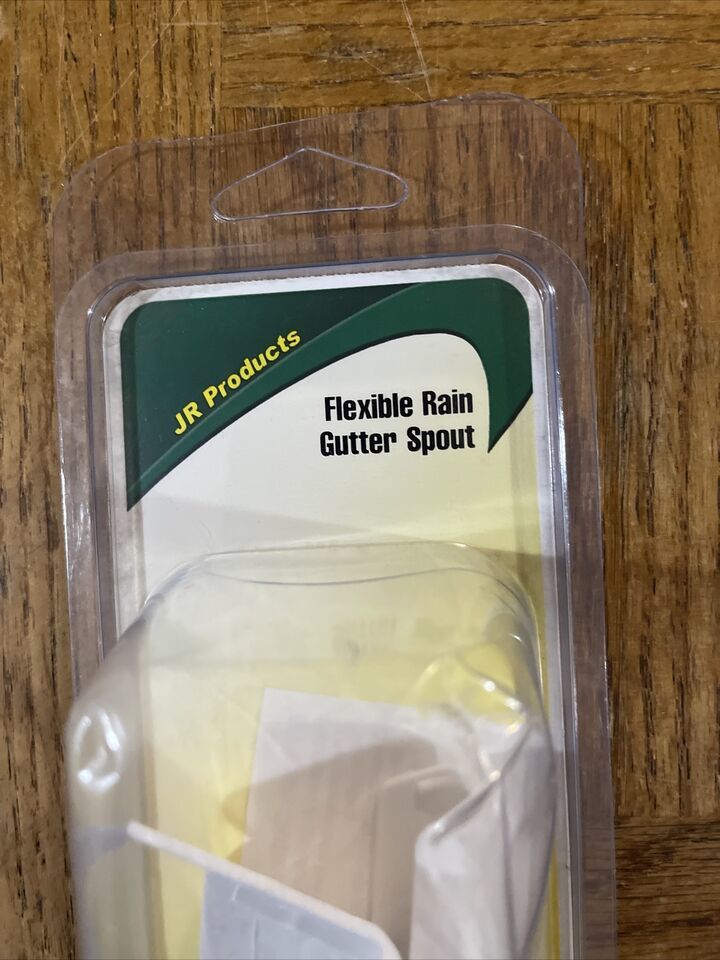 JR Products
Flexible Rain
Gutter Spout